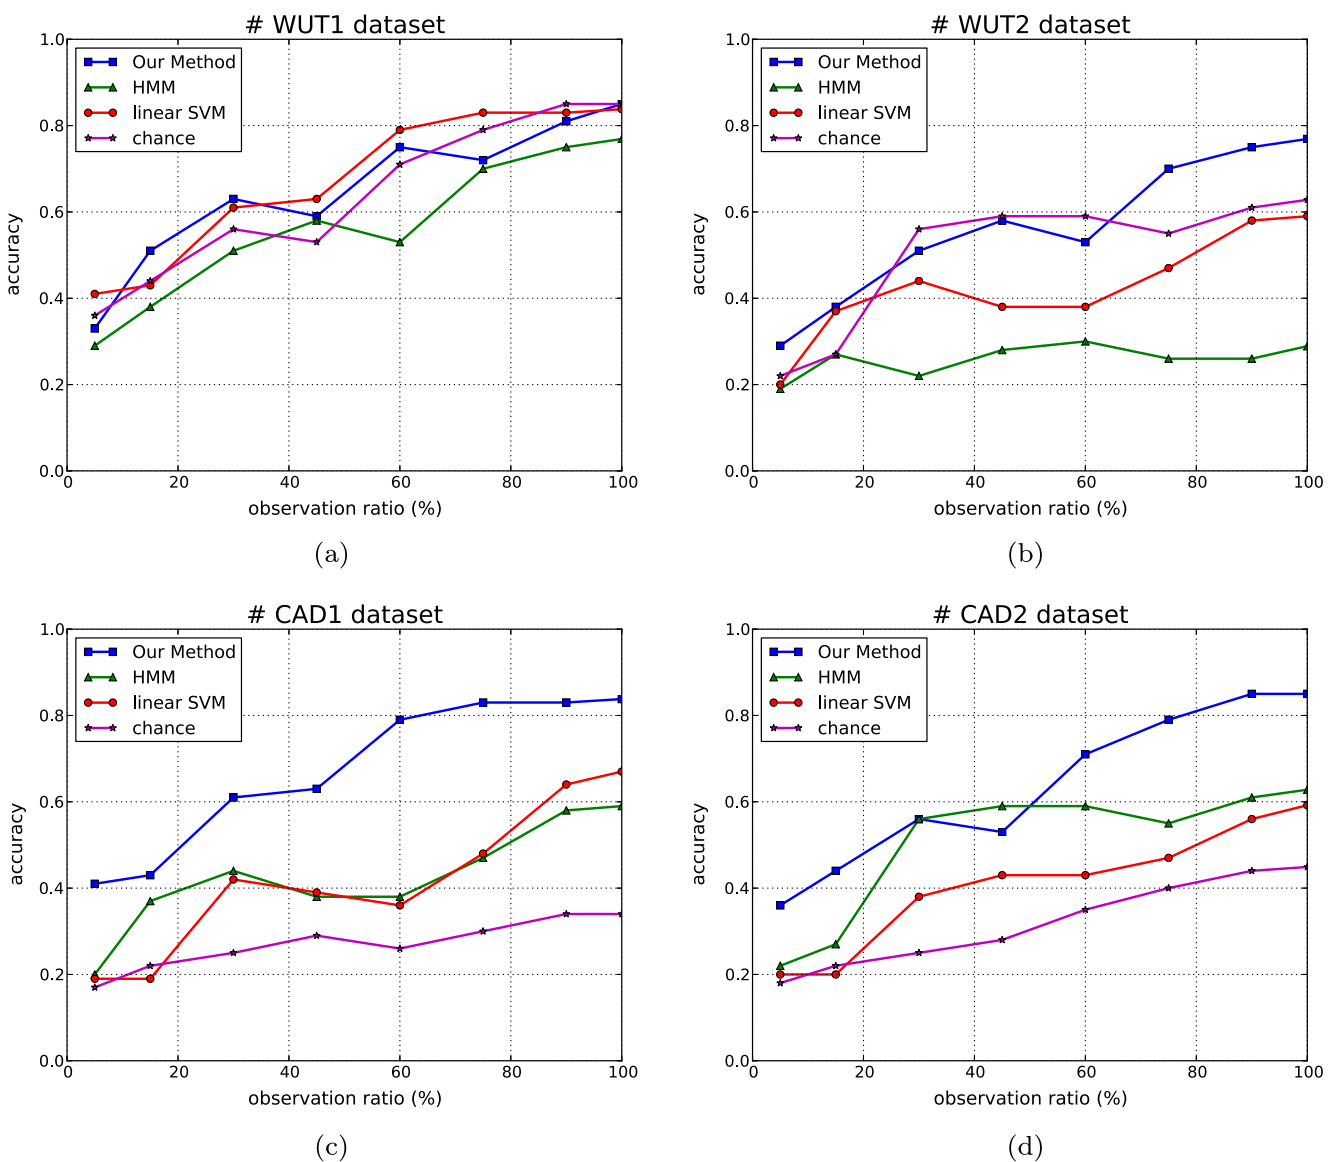 # WUT1 dataset
1.0
0.8
0.6
0.4
0.2
0.0
accuracy
Our Method
HMM
linear SVM
chance
0 20 40 60 80 100
observation ratio (%)
(a)
# WUT2 dataset
1.0
0.8
0.6
0.4
0.2
0.0
accuracy
Our Method
HMM
linear SVM
chance
0 20 40 60 80 100
observation ratio (%)
(b)
# CAD1 dataset
1.0
0.8
0.6
0.4
0.2
0.0
accuracy
Our Method
HMM
linear SVM
chance
0 20 40 60 80 100
observation ratio (%)
(c)
# CAD2 dataset
1.0
0.8
0.6
0.4
0.2
0.0
accuracy
Our Method
HMM
linear SVM
chance
0 20 40 60 80 100
observation ratio (%)
(d)